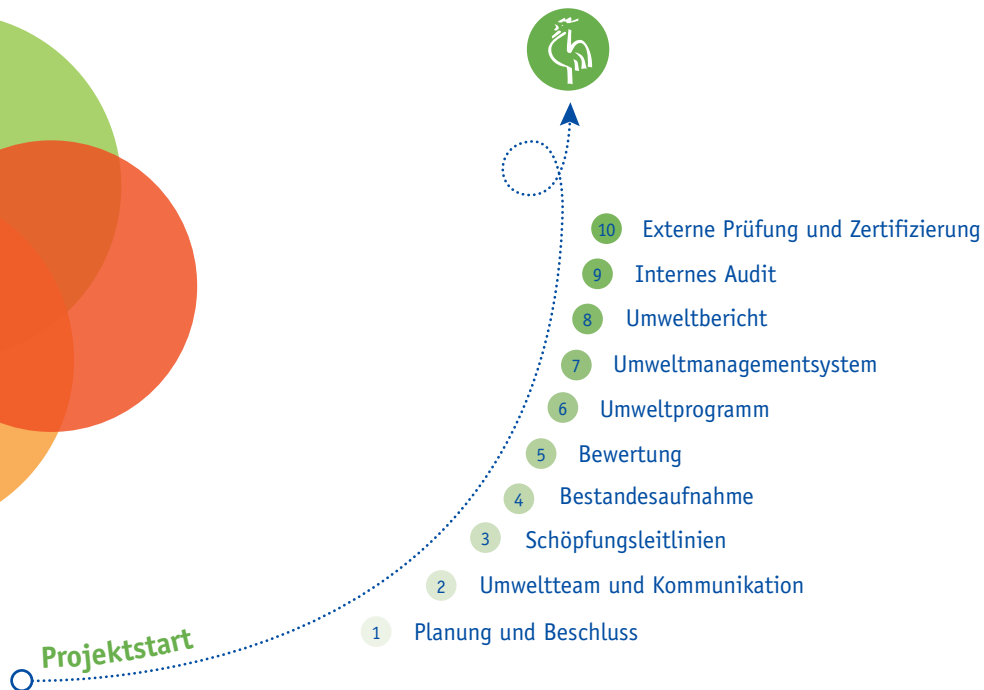 10 Externe Prüfung und Zertifizierung
9 Internes Audit
8 Umweltbericht
7 Umweltmanagementsystem
6 Umweltprogramm
5 Bewertung
4 Bestandesaufnahme
3 Schöpfungsleitlinien
2 Umweltteam und Kommunikation
1 Planung und Beschluss
Projektstart